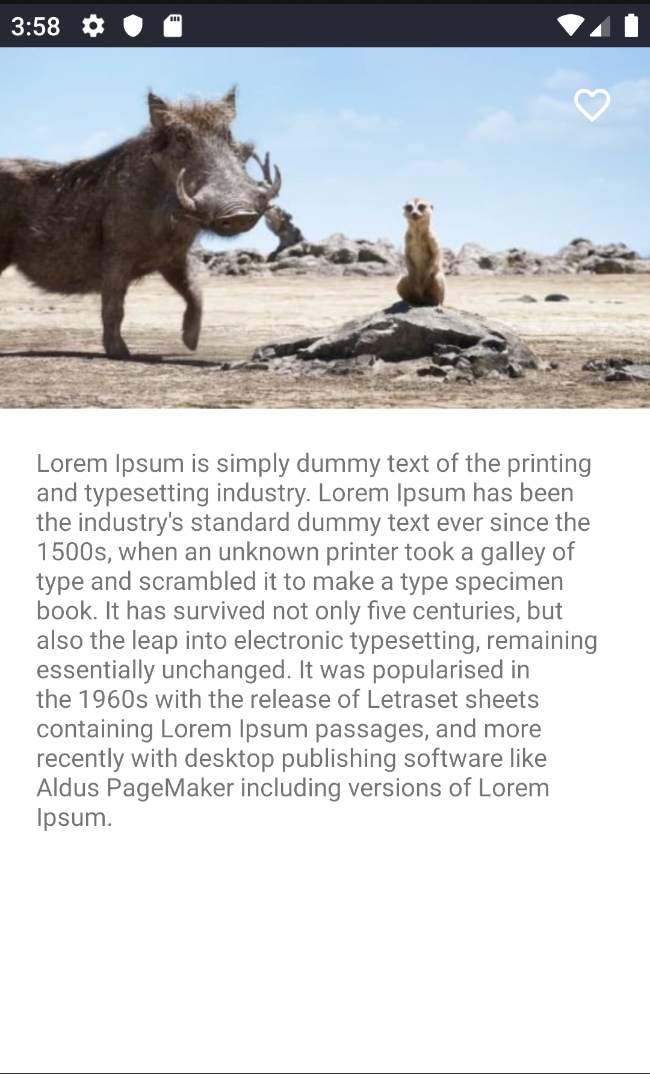 3:58
Lorem Ipsum is simply dummy text of the printing
and typesetting industry. Lorem Ipsum has been
the industry's standard dummy text ever since the
1500s, when an unknown printer took a galley of
type and scrambled it to make a type specimen
book. It has survived not only five centuries, but
also the leap into electronic typesetting, remaining
essentially unchanged. It was popularised in
the 1960s with the release of Letraset sheets
containing Lorem Ipsum passages, and more
recently with desktop publishing software like
Aldus PageMaker including versions of Lorem
Ipsum.